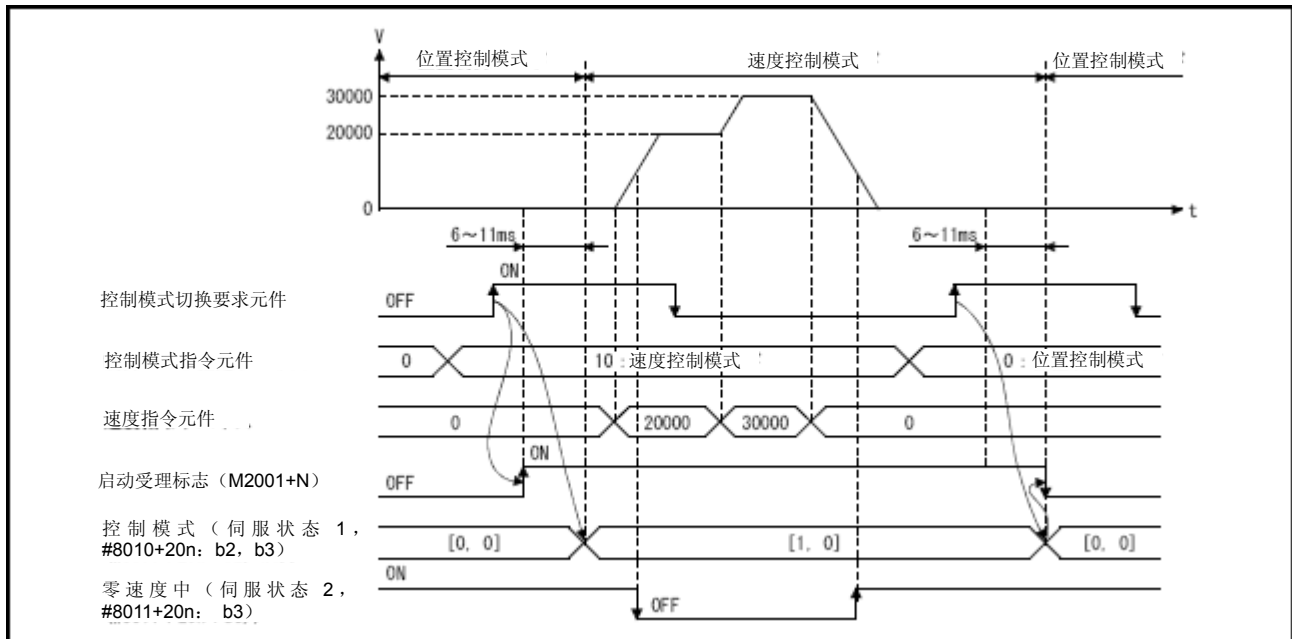 V
位置控制模式 速度控制模式 位置控制模式
30000
20000
0
t
6～11ms 6～11ms
控制模式切换要求元件 OFF ON
控制模式指令元件 0 10：速度控制模式 0：位置控制模式
速度指令元件 0 20000 30000 0
启动受理标志（M2001+N） OFF ON
控制模式（伺服状态 1，
#8010+20n：b2，b3） [0, 0] [1, 0] [0, 0]
零速度中（伺服状态 2，
#8011+20n： b3） ON OFF